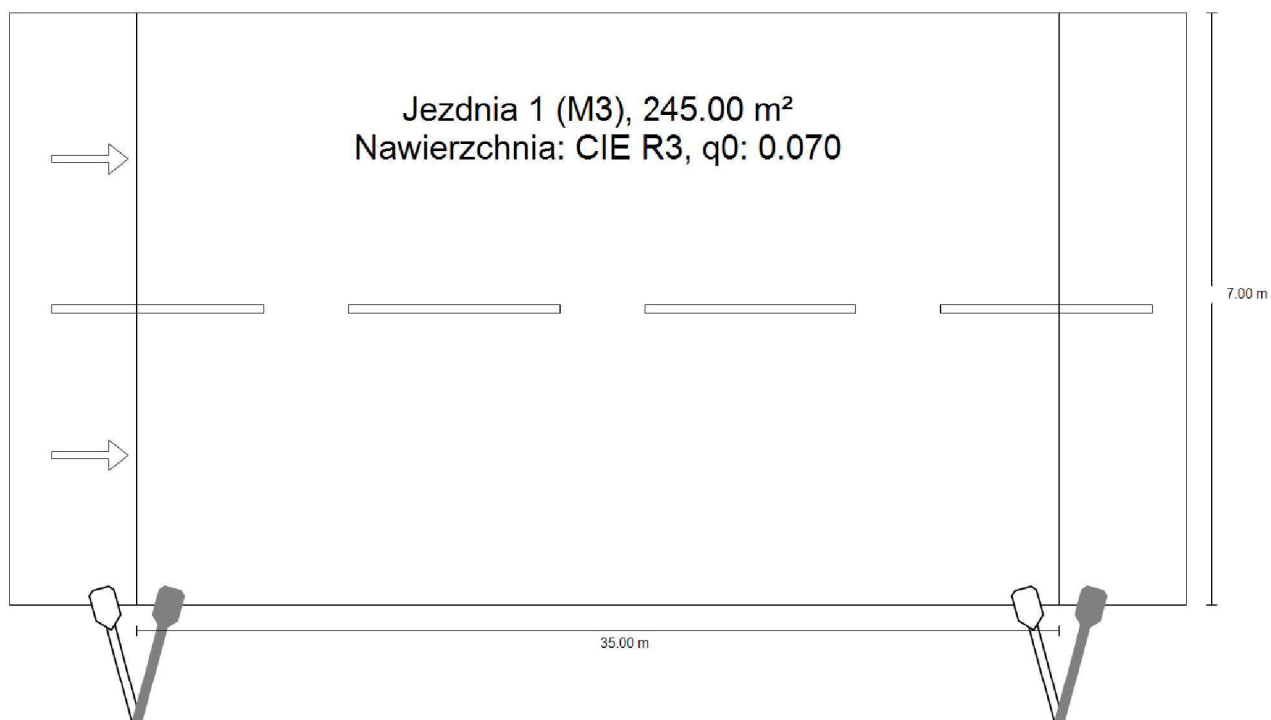 Jezdnia 1 (M3), 245.00 m²
Nawierzchnia: CIE R3, q0: 0.070
7.00 m
35.00 m